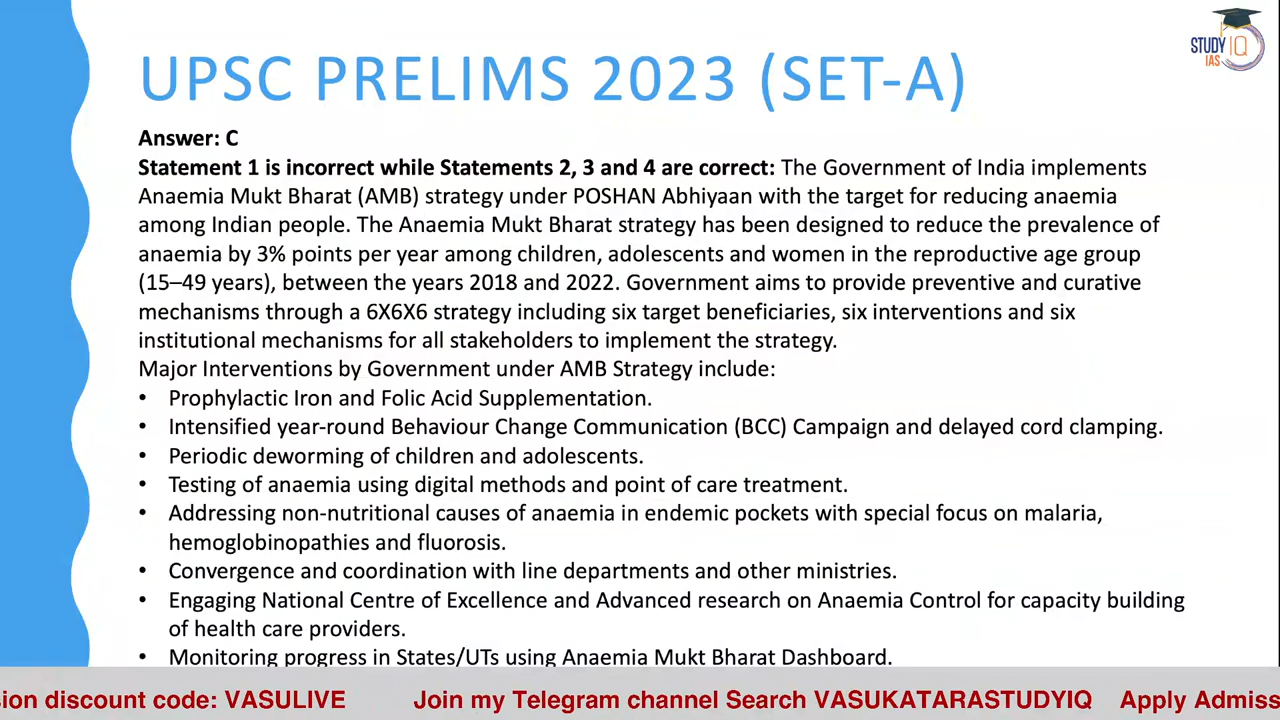 STUDY IQ
IAS
UPSC PRELIMS 2023 (SET-A)
Answer: C
Statement 1 is incorrect while Statements 2, 3 and 4 are correct: The Government of India implements
Anaemia Mukt Bharat (AMB) strategy under POSHAN Abhiyaan with the target for reducing anaemia
among Indian people. The Anaemia Mukt Bharat strategy has been designed to reduce the prevalence of
anaemia by 3% points per year among children, adolescents and women in the reproductive age group
(15–49 years), between the years 2018 and 2022. Government aims to provide preventive and curative
mechanisms through a 6X6X6 strategy including six target beneficiaries, six interventions and six
institutional mechanisms for all stakeholders to implement the strategy.
Major Interventions by Government under AMB Strategy include:
• Prophylactic Iron and Folic Acid Supplementation.
• Intensified year-round Behaviour Change Communication (BCC) Campaign and delayed cord clamping.
• Periodic deworming of children and adolescents.
• Testing of anaemia using digital methods and point of care treatment.
• Addressing non-nutritional causes of anaemia in endemic pockets with special focus on malaria,
hemoglobinopathies and fluorosis.
• Convergence and coordination with line departments and other ministries.
• Engaging National Centre of Excellence and Advanced research on Anaemia Control for capacity building
of health care providers.
• Monitoring progress in States/UTs using Anaemia Mukt Bharat Dashboard.
sion discount code: VASULIVE Join my Telegram channel Search VASUKATARASTUDYIQ Apply Admiss